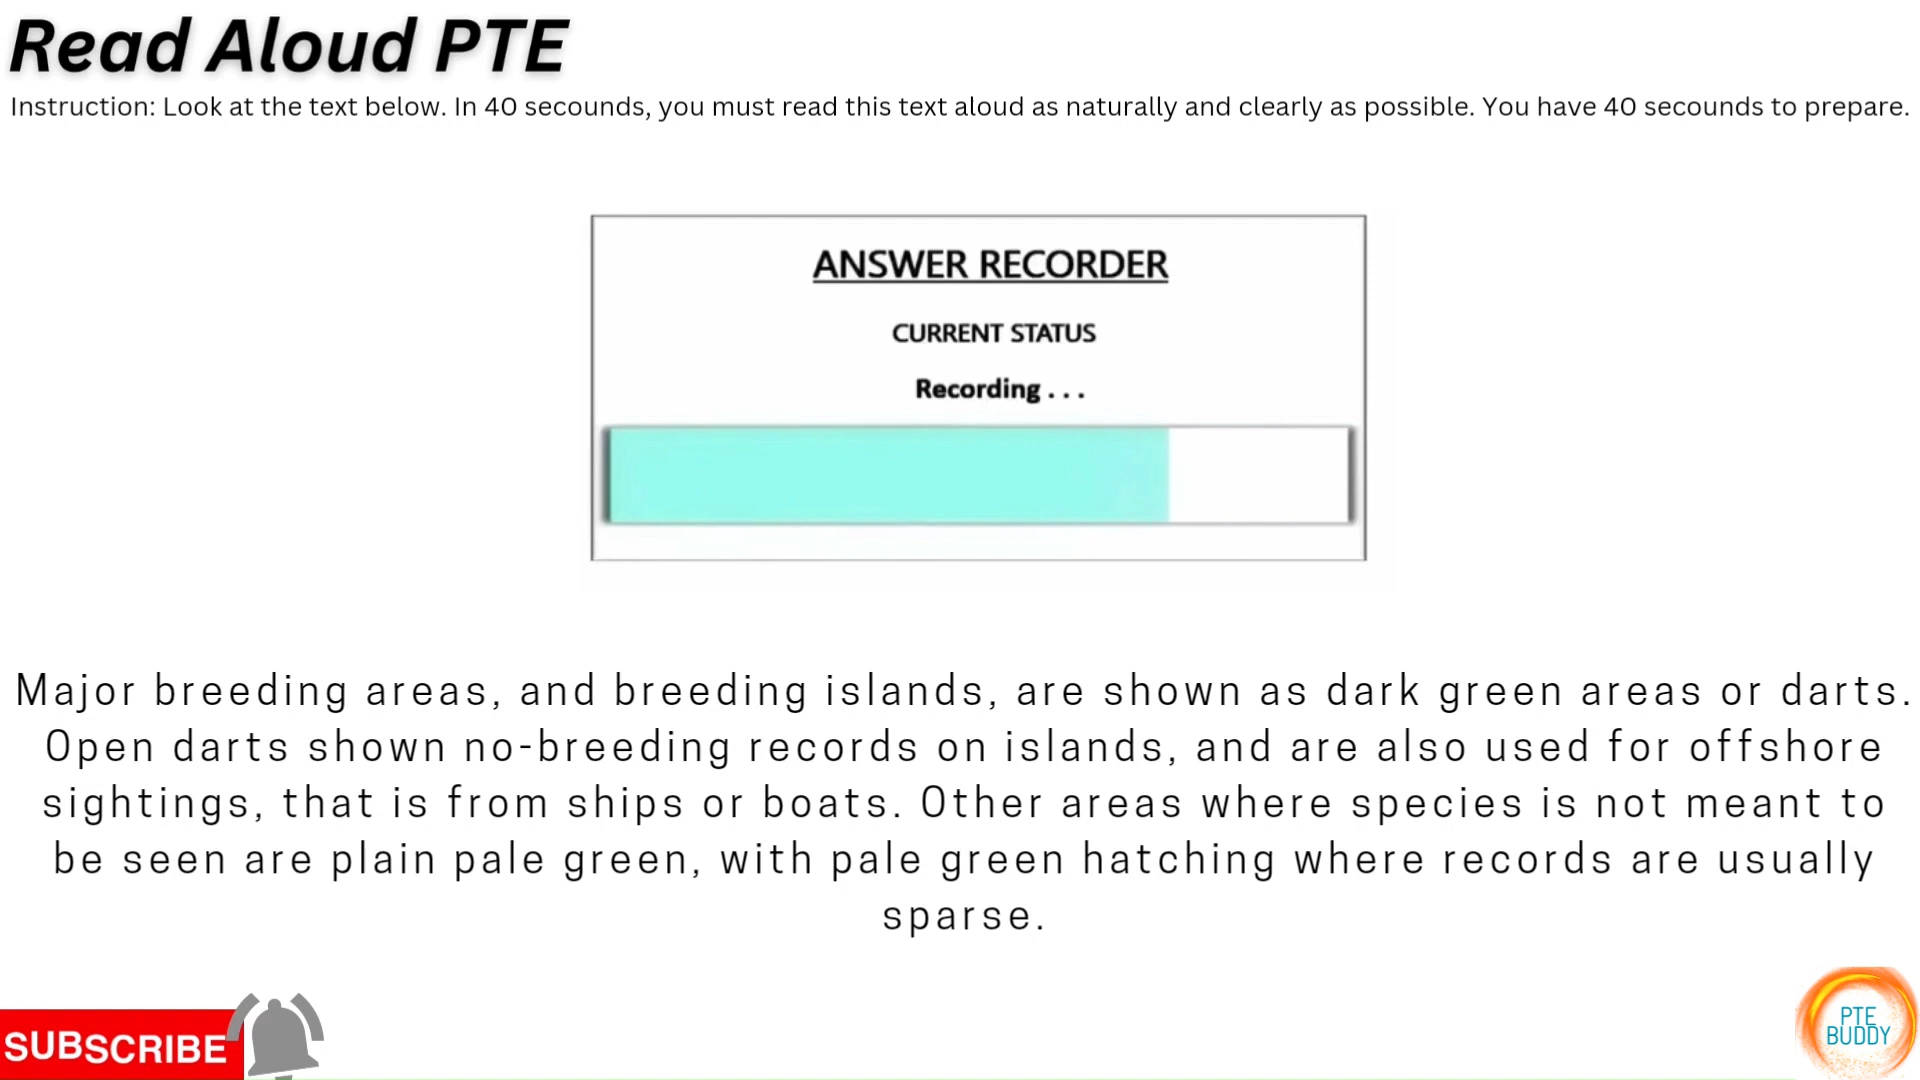 Read Aloud PTE
Instruction: Look at the text below. In 40 secounds, you must read this text aloud as naturally and clearly as possible. You have 40 secounds to prepare.
ANSWER RECORDER
CURRENT STATUS
Recording . . .
Major breeding areas, and breeding islands, are shown as dark green areas or darts.
Open darts shown no-breeding records on islands, and are also used for offshore
sightings, that is from ships or boats. Other areas where species is not meant to
be seen are plain pale green, with pale green hatching where records are usually
sparse.
SUBSCRIBE
PTE
BUDDY